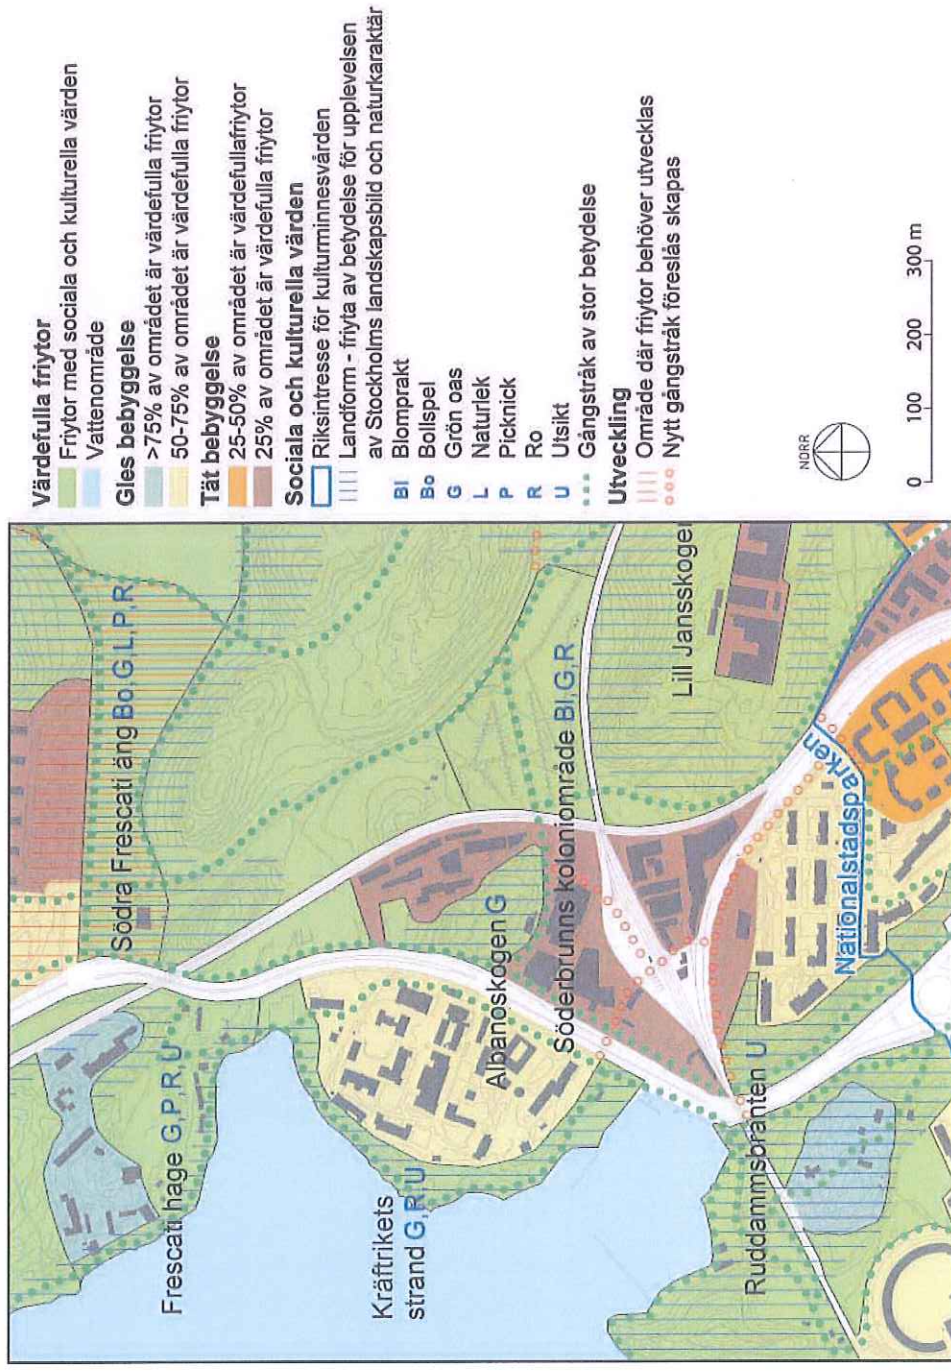 Värdefulla friytor
Friytor med sociala och kulturella värden
Vattenområde
Gles bebyggelse
>75% av området är värdefulla friytor
50-75% av området är värdefulla friytor
Tät bebyggelse
25-50% av området är värdefullafriytor
25% av området är värdefulla friytor
Sociala och kulturella värden
Riksintresse för kulturminnesvården
Landform - friyta av betydelse för upplevelsen
av Stockholms landskapsbild och naturkaraktär
Bl Blomprakt
Bo Bollspel
G Grön oas
L Naturlek
P Picknick
R Ro
U Utsikt
Gångstråk av stor betydelse
Utveckling
Område där friytor behöver utvecklas
Nytt gångstråk föreslås skapas
NORR
0 100 200 300 m
Södra Frescati äng Bo,G,L,P,R
Frescati hage G,P,R,U
Kräftrikets
strand G,R,U
Albanoskogen G
Söderbrunns koloniområde Bl,G,R
Lill Jansskoger
Ruddammsbranten U
Nationalstadsparken